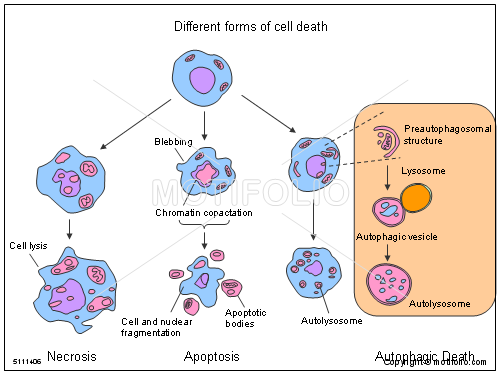 Different forms of cell death
Blebbing
Preautophagosomal
structure
Lysosome
MOTIFOLIO
Chromatin copactation
Autophagic vesicle
Cell lysis
Apoptotic
bodies
Cell and nuclear
fragmentation
Autolysosome
Autolysosome
5111406
Necrosis
Apoptosis
Autophagic Death
Copyright © motifolio.com